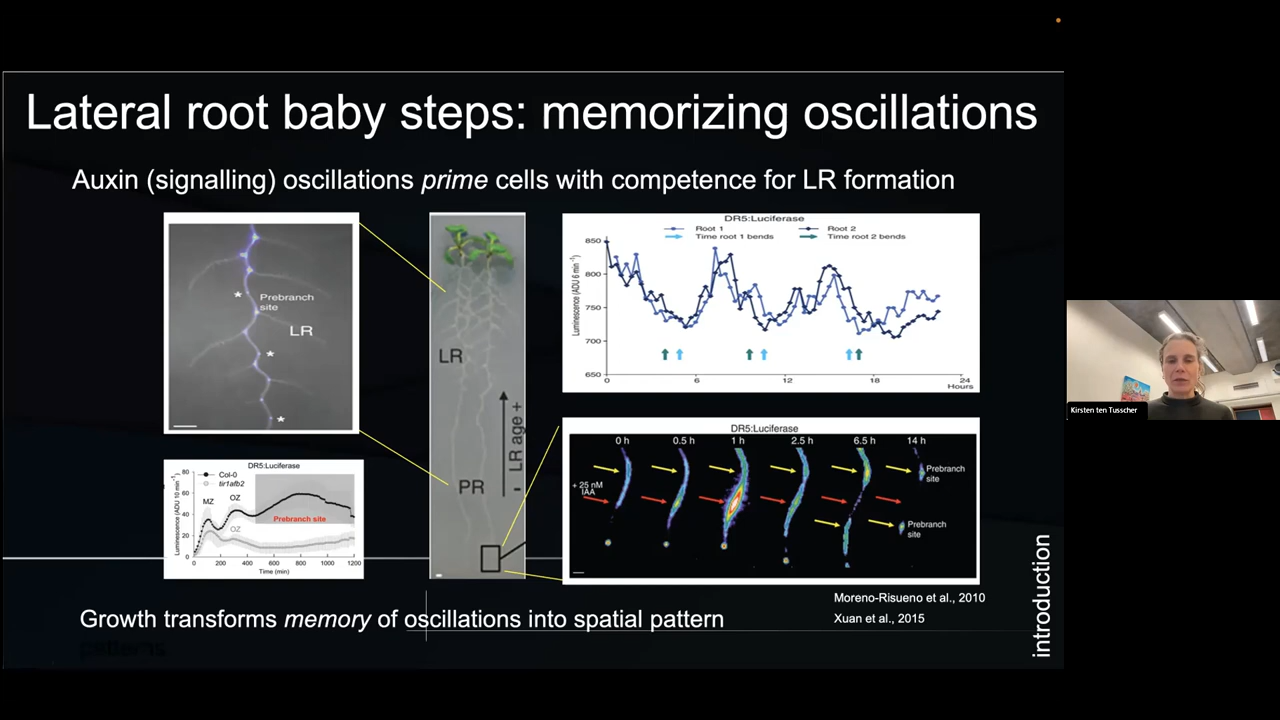 Lateral root baby steps: memorizing oscillations
Auxin (signalling) oscillations prime cells with competence for LR formation
Prebranch
site
LR
LR
LR age +
-
PR
DR5:Luciferase
Root 1
Root 2
Time root 1 bends
Time root 2 bends
Luminescence (ADU 6 min⁻¹)
850
800
750
700
650
0
6
12
18
24
Hours
DR5:Luciferase
Col-0
tir1afb2
Luminescence (ADU 10 min⁻¹)
80
60
40
20
0
MZ
OZ
OZ
Prebranch site
0 200 400 600 800 1000 1200
Time (min)
DR5:Luciferase
0 h 0.5 h 1 h 2.5 h 6.5 h 14 h
+ 25 nM
IAA
Prebranch
site
Prebranch
site
Moreno-Risueno et al., 2010
Xuan et al., 2015
Growth transforms memory of oscillations into spatial pattern
patterns
introduction
Kirsten ten Tusscher